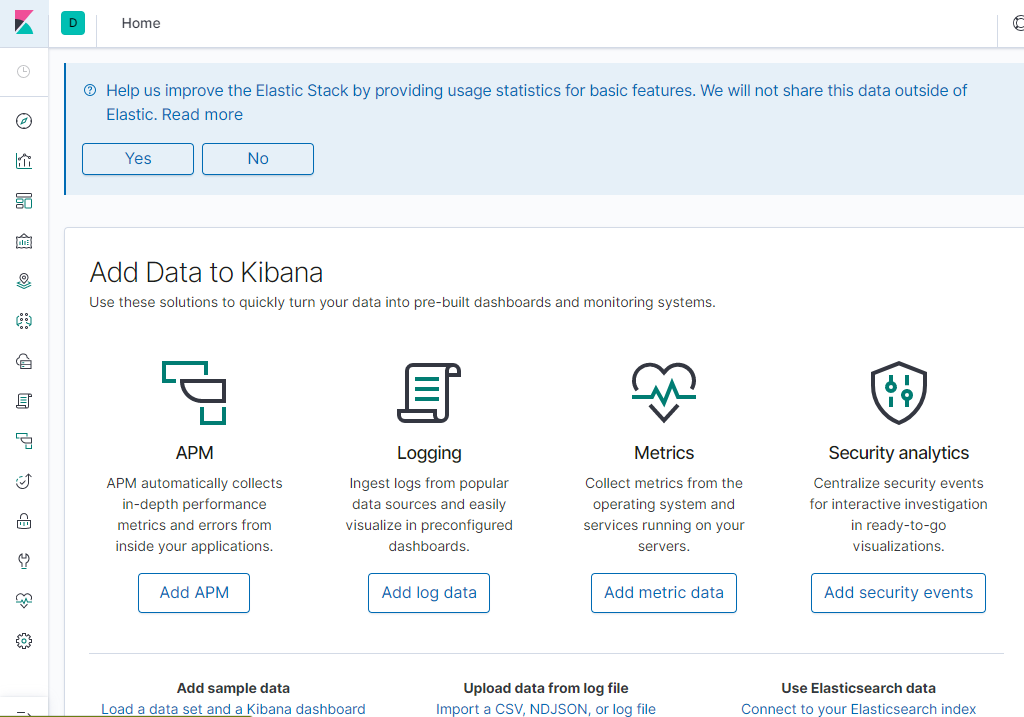 D Home
Help us improve the Elastic Stack by providing usage statistics for basic features. We will not share this data outside of
Elastic. Read more
Yes No
Add Data to Kibana
Use these solutions to quickly turn your data into pre-built dashboards and monitoring systems.
APM Logging Metrics Security analytics
APM automatically collects Ingest logs from popular Collect metrics from the Centralize security events
in-depth performance data sources and easily operating system and for interactive investigation
metrics and errors from visualize in preconfigured services running on your in ready-to-go
inside your applications. dashboards. servers. visualizations.
Add APM Add log data Add metric data Add security events
Add sample data Upload data from log file Use Elasticsearch data
Load a data set and a Kibana dashboard Import a CSV, NDJSON, or log file Connect to your Elasticsearch index